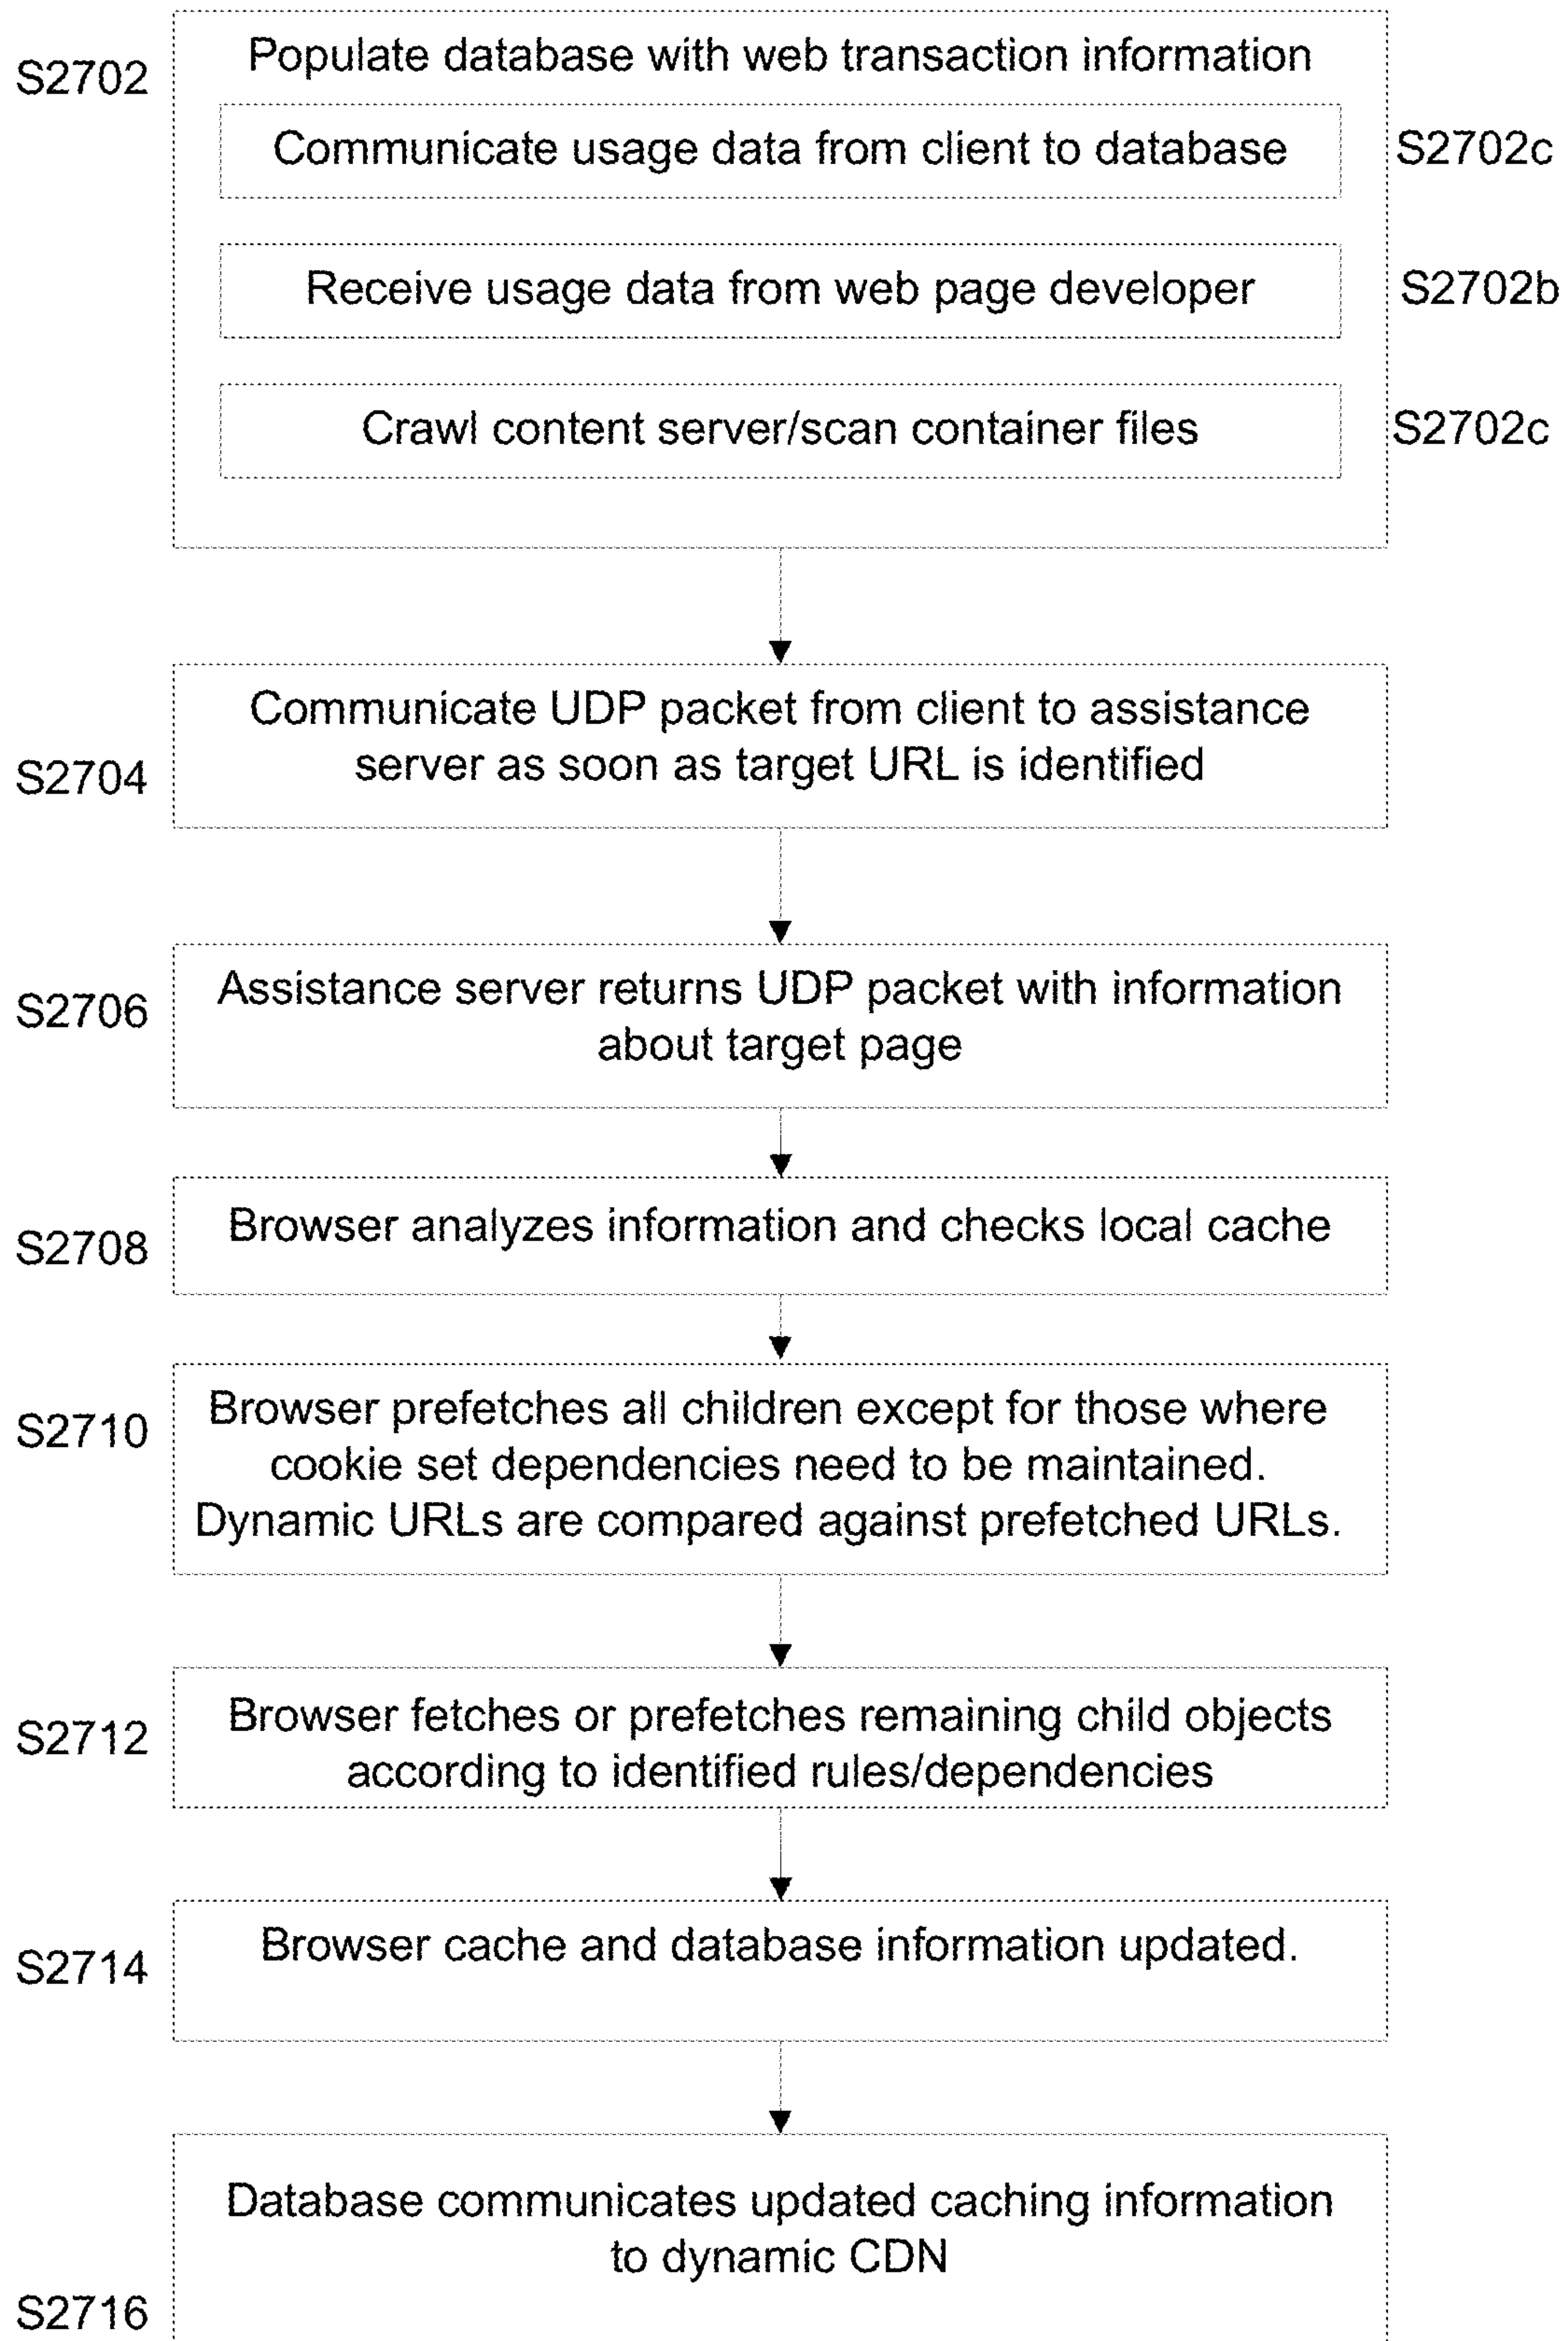 Populate database with web transaction information
S2702
Communicate usage data from client to database
S2702c
Receive usage data from web page developer
S2702b
Crawl content server/scan container files
S2702c
Communicate UDP packet from client to assistance
server as soon as target URL is identified
S2704
Assistance server returns UDP packet with information
about target page
S2706
Browser analyzes information and checks local cache
S2708
Browser prefetches all children except for those where
cookie set dependencies need to be maintained.
Dynamic URLs are compared against prefetched URLs.
S2710
Browser fetches or prefetches remaining child objects
according to identified rules/dependencies
S2712
Browser cache and database information updated.
S2714
Database communicates updated caching information
to dynamic CDN
S2716